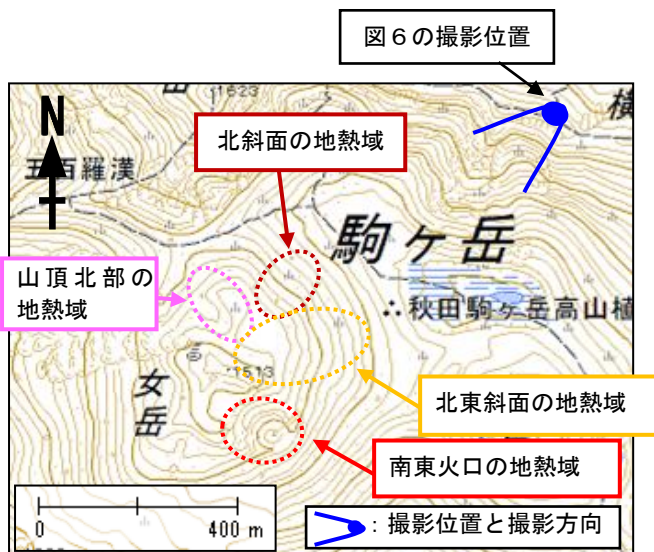 図６の撮影位置
1623
岳
横
N
北斜面の地熱域
五百羅漢
駒ヶ岳
山頂北部の
地熱域
∴秋田駒ヶ岳高山植
1513
女岳
北東斜面の地熱域
南東火口の地熱域
0
400 m
：撮影位置と撮影方向